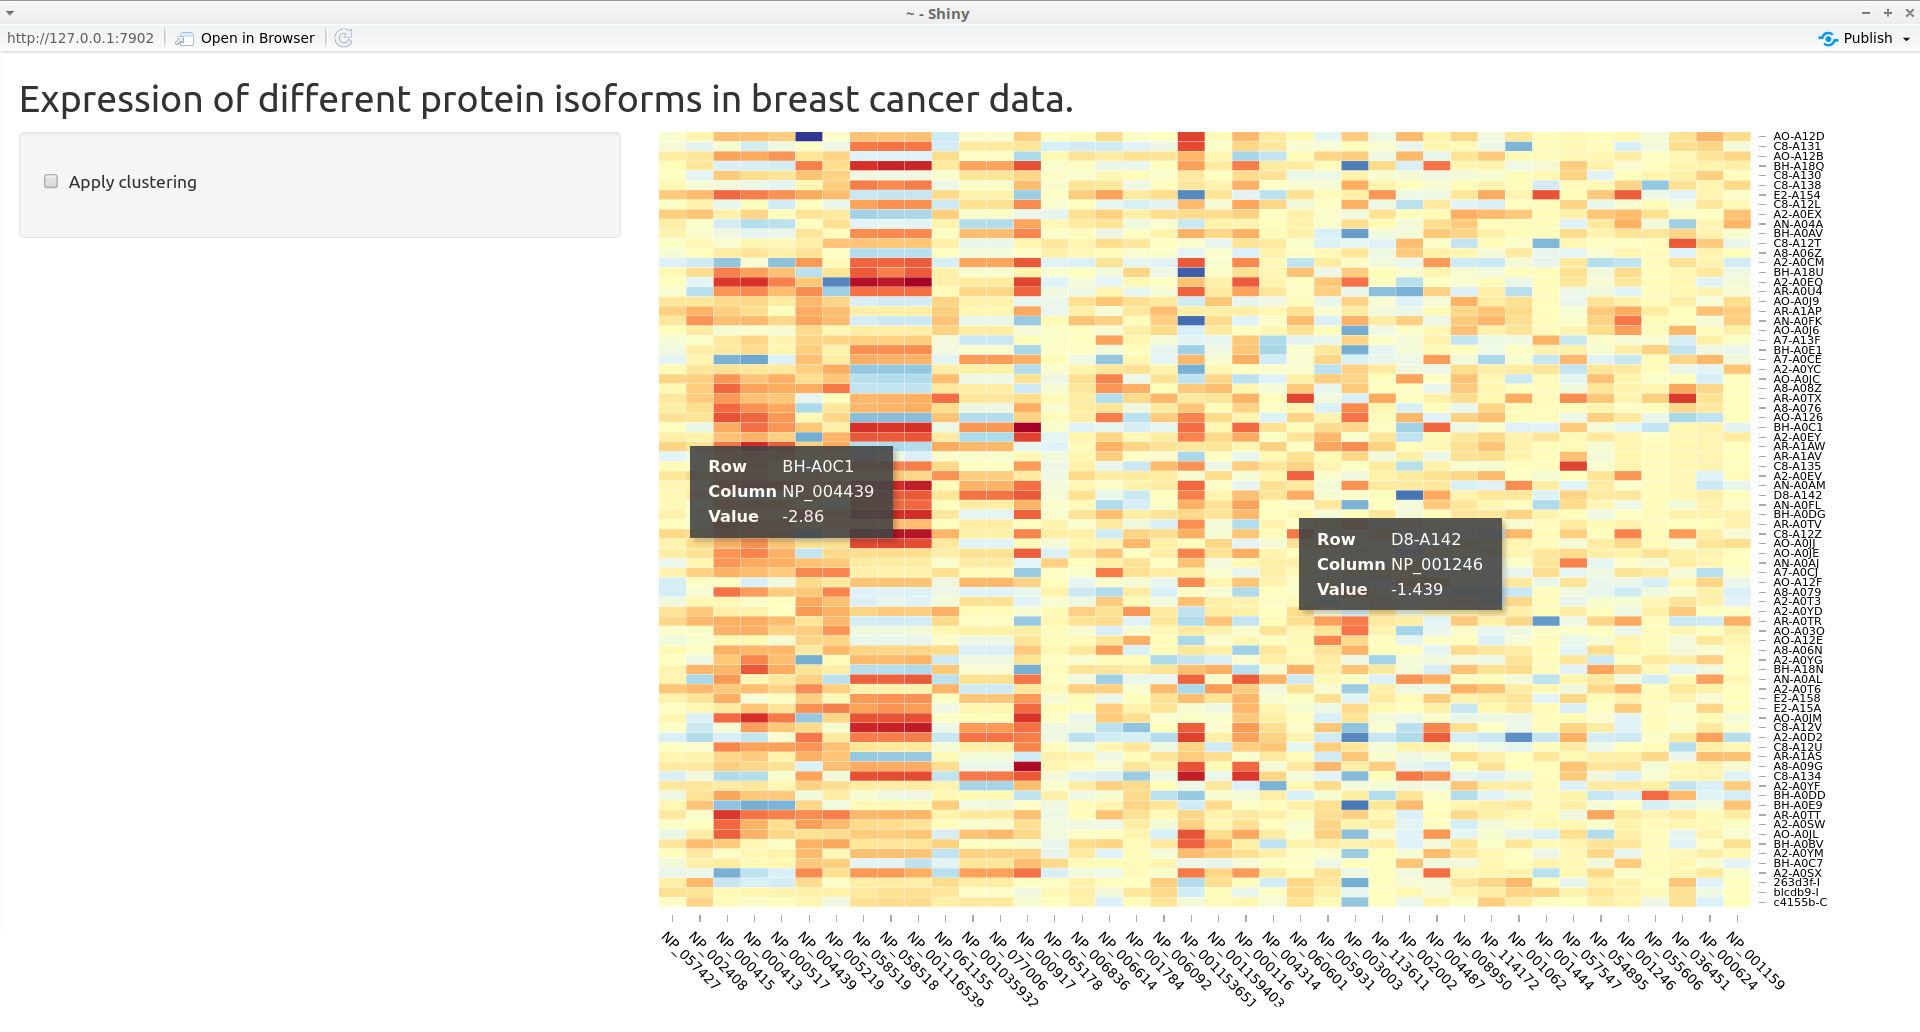 ~ - Shiny
http://127.0.0.1:7902
Open in Browser
Publish
Expression of different protein isoforms in breast cancer data.
Apply clustering
AO-A12D
C8-A131
AO-A12B
BH-A18Q
C8-A130
C8-A138
E2-A154
C8-A12L
A2-A0EX
AN-A04A
BH-A0AV
C8-A12T
A8-A06Z
A2-A0CM
BH-A18U
A2-A0EQ
AR-A0U4
AO-A0J9
AR-A1AP
AN-A0FK
AO-A0J6
A7-A13F
BH-A0E1
A7-A0CE
A2-A0YC
AO-A0JC
A8-A08Z
AR-A0TX
A8-A076
AO-A126
BH-A0C1
A2-A0EY
AR-A1AW
AR-A1AV
C8-A135
A2-A0EV
AN-A0AM
D8-A142
AN-A0FL
BH-A0DG
AR-A0TV
C8-A12Z
AO-A0JJ
AO-A0JE
AN-A0AJ
A7-A0CJ
AO-A12F
A8-A079
A2-A0T3
A2-A0YD
AR-A0TR
AO-A03O
AO-A12E
A8-A06N
A2-A0YG
BH-A18N
AN-A0AL
A2-A0T6
E2-A158
E2-A15A
AO-A0JM
C8-A12V
A2-A0D2
C8-A12U
AR-A1AS
A8-A09G
C8-A134
A2-A0YF
BH-A0DD
BH-A0E9
AR-A0TT
A2-A0SW
AO-A0JL
BH-A0BV
A2-A0YM
BH-A0C7
A2-A0SX
263d3f-I
blcdb9-I
c4155b-C
Row BH-A0C1
Column NP_004439
Value -2.86
Row D8-A142
Column NP_001246
Value -1.439
NP_057427
NP_002408
NP_000415
NP_000413
NP_000517
NP_004439
NP_005219
NP_058519
NP_058518
NP_001116539
NP_061155
NP_001035932
NP_077006
NP_000917
NP_065178
NP_006836
NP_006614
NP_001784
NP_006092
NP_001153651
NP_001159403
NP_000116
NP_004314
NP_060601
NP_005931
NP_003003
NP_113611
NP_002002
NP_004487
NP_008950
NP_114172
NP_001062
NP_001444
NP_057547
NP_054895
NP_001246
NP_055606
NP_036451
NP_000624
NP_001159